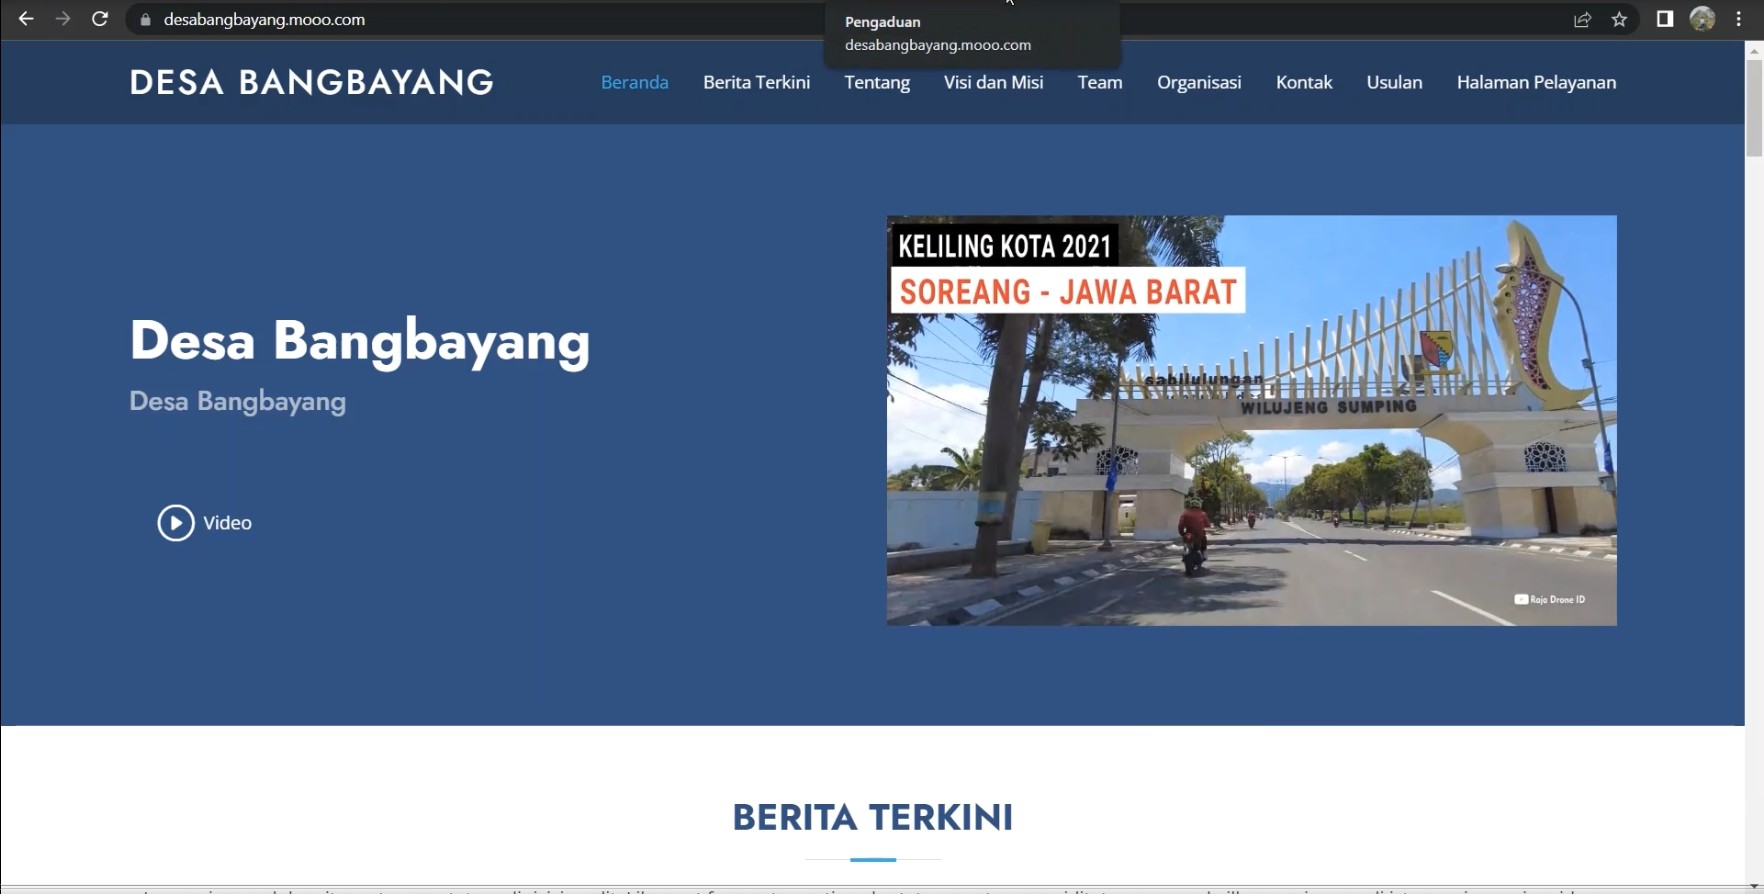 desabangbayang.mooo.com
Pengaduan
desabangbayang.mooo.com
DESA BANGBAYANG
Beranda
Berita Terkini
Tentang
Visi dan Misi
Team
Organisasi
Kontak
Usulan
Halaman Pelayanan
KELILING KOTA 2021
SOREANG - JAWA BARAT
sabilulungan
WILUJENG SUMPING
Raja Drone ID
Desa Bangbayang
Desa Bangbayang
Video
BERITA TERKINI